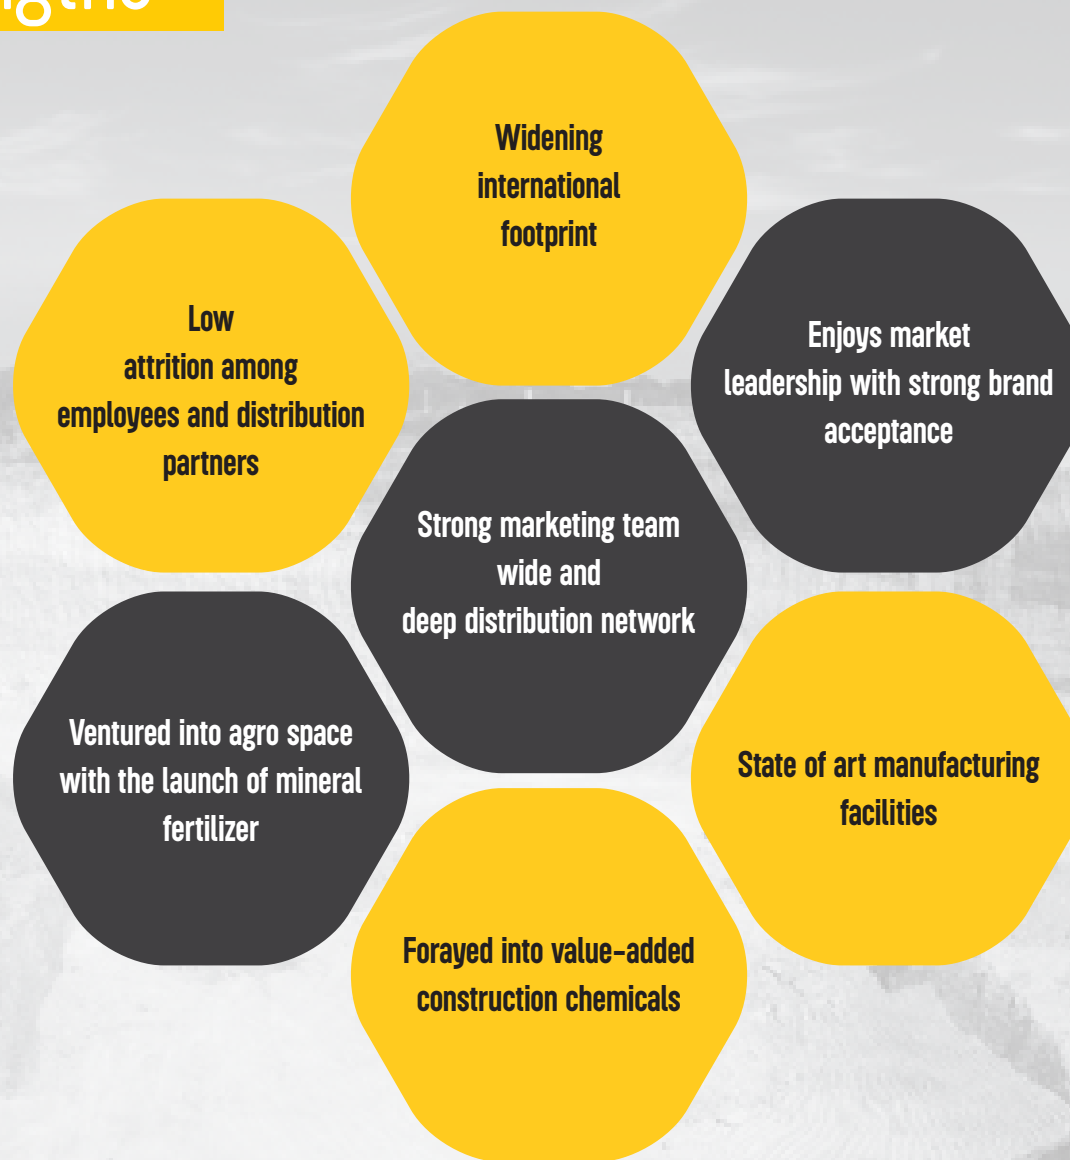 Widening
international
footprint
Low
attrition among
employees and distribution
partners
Enjoys market
leadership with strong brand
acceptance
Strong marketing team
wide and
deep distribution network
Ventured into agro space
with the launch of mineral
fertilizer
State of art manufacturing
facilities
Forayed into value-added
construction chemicals